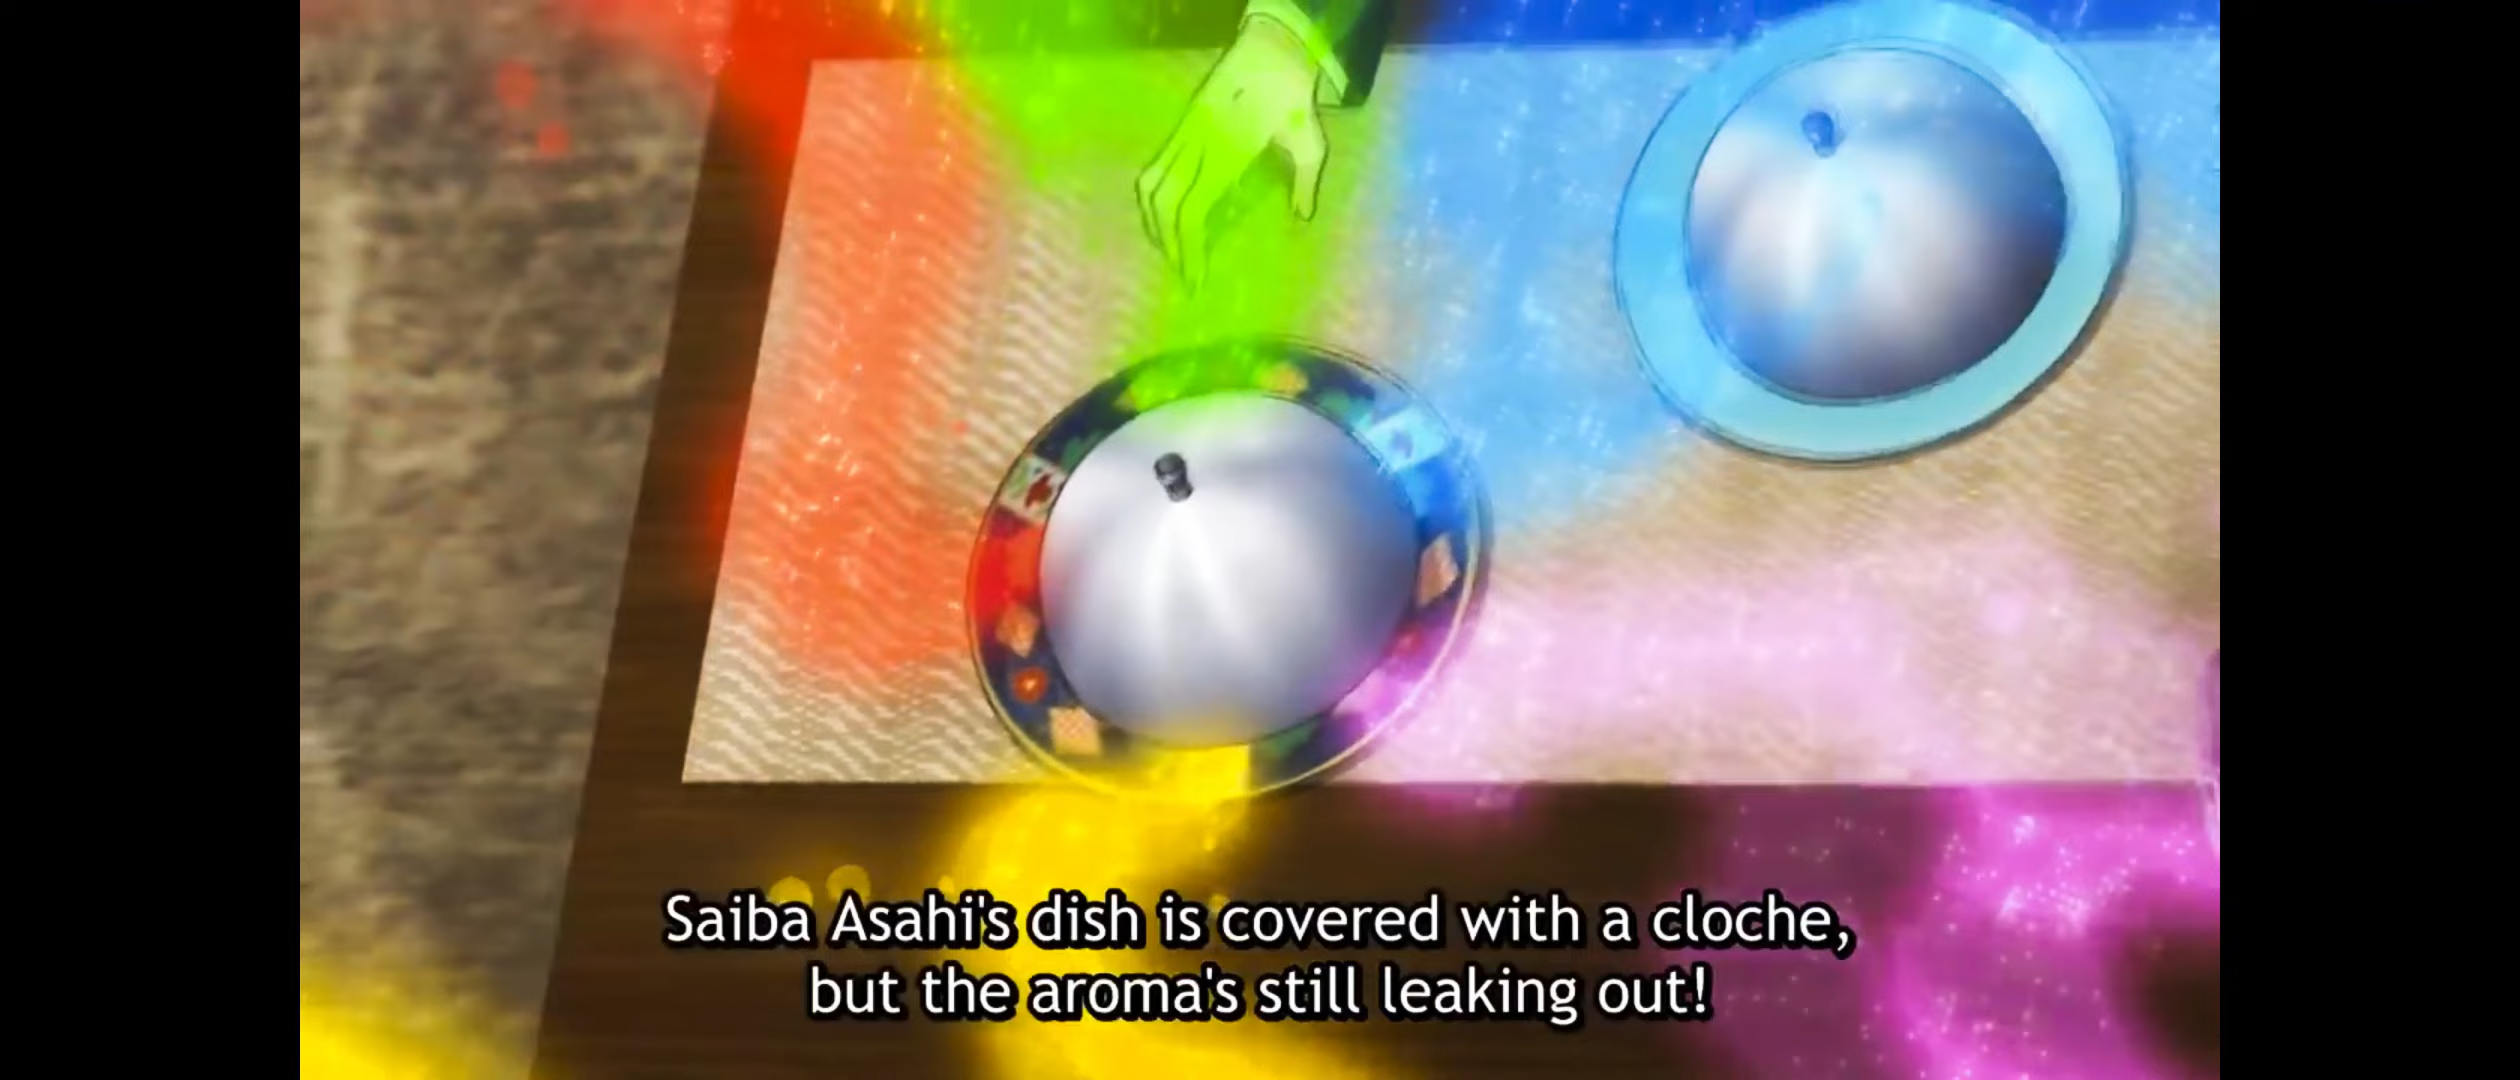 Saiba Asahi's dish is covered with a cloche,
but the aroma's still leaking out!